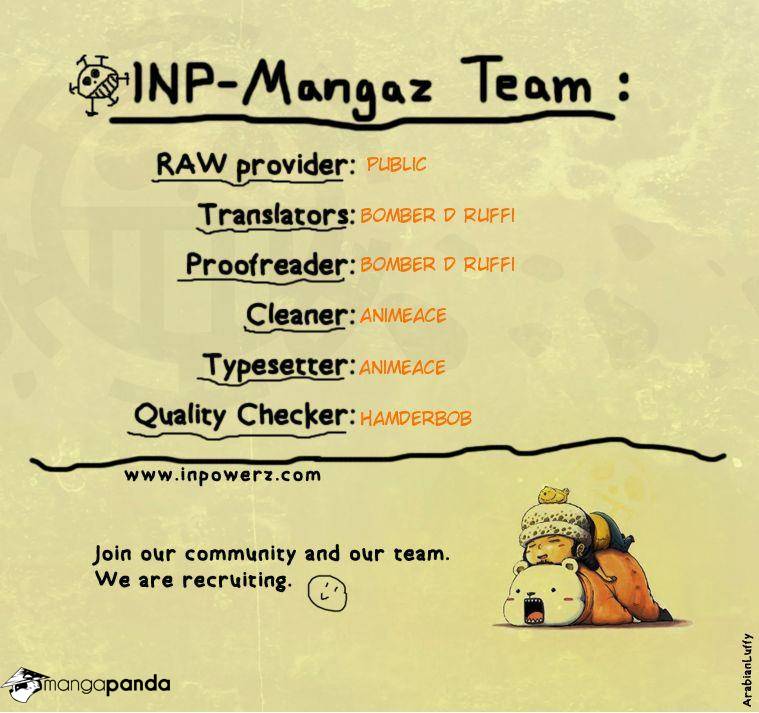 INP-Mangaz Team :
RAW provider: PUBLIC
Translators: BOMBER D RUFFI
Proofreader: BOMBER D RUFFI
Cleaner: ANIMEACE
Typesetter: ANIMEACE
Quality Checker: HAMDERBOB
www.inpowerz.com
Join our community and our team.
We are recruiting.
mangapanda
ArabianLuffy